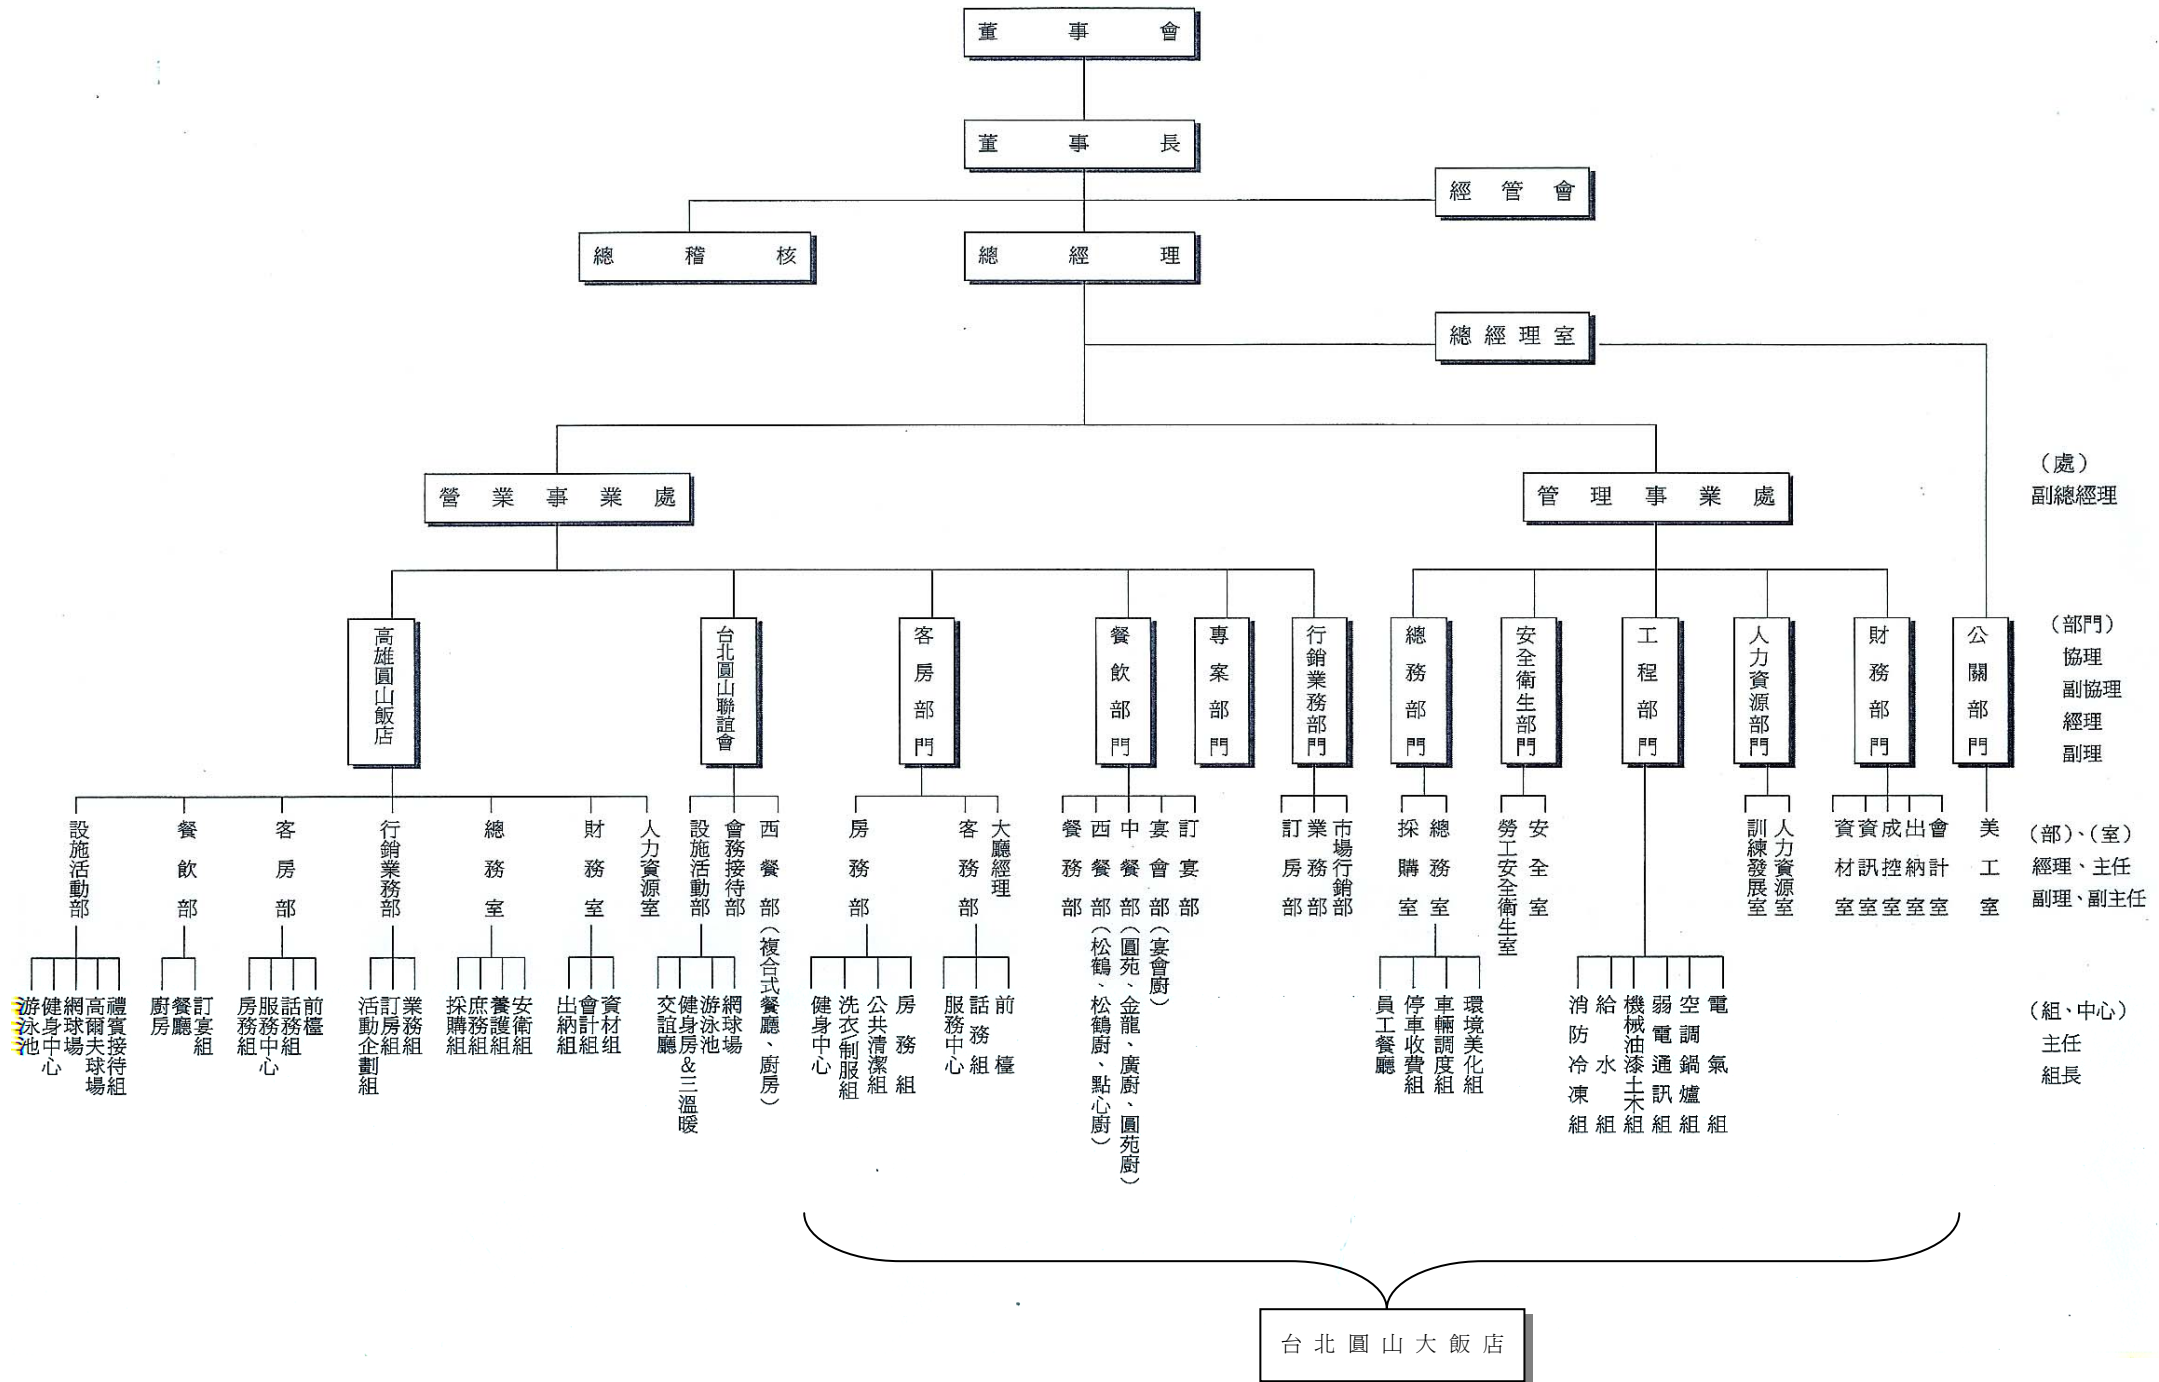 董事會
董事長
經管會
總稽核
總經理
總經理室
營業事業處
管理事業處
(處)
副總經理
高雄圓山飯店
台北圓山聯誼會
客房部門
餐飲部門
專案部門
行銷業務部門
總務部門
安全衛生部門
工程部門
人力資源部門
財務部門
公關部門
(部門)
協理
副協理
經理
副理
設施活動部
餐飲部
客房部
行銷業務部
總務室
財務室
人力資源室
設施活動部
會務接待部
西餐部(複合式餐廳、廚房)
房務部
客務部
大廳經理
餐務部
西餐部(松鶴、松鶴廚、點心廚)
中餐部(圓苑、金龍、廣廚、圓苑廚)
宴會部(宴會廚)
訂宴部
訂房部
業務部
市場行銷部
採購室
總務室
勞工安全衛生室
安全室
訓練發展室
人力資源室
資材室
資訊室
成控室
出納室
會計室
美工室
(部)、(室)
經理、主任
副理、副主任
游泳池
健身中心
網球場
高爾夫球場
禮賓接待組
廚房
餐廳
訂宴組
房務組
服務中心
話務組
前檯
活動企劃組
訂房組
業務組
採購組
庶務組
養護組
安衛組
出納組
會計組
資材組
交誼廳
健身房&三溫暖
游泳池
網球場
健身中心
洗衣/制服組
公共清潔組
房務組
服務中心
話務組
前檯
員工餐廳
停車收費組
車輛調度組
環境美化組
消防冷凍組
給水組
機械油漆土木組
弱電通訊組
空調鍋爐組
電氣組
(組、中心)
主任
組長
台北圓山大飯店